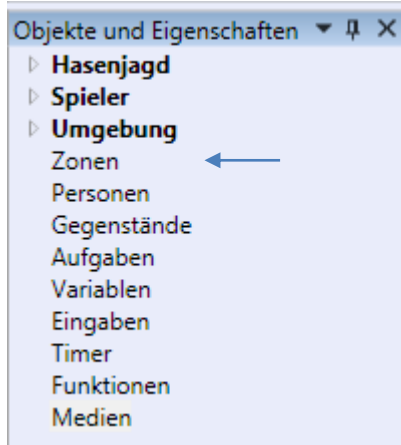 Objekte und Eigenschaften
Hasenjagd
Spieler
Umgebung
Zonen
Personen
Gegenstände
Aufgaben
Variablen
Eingaben
Timer
Funktionen
Medien